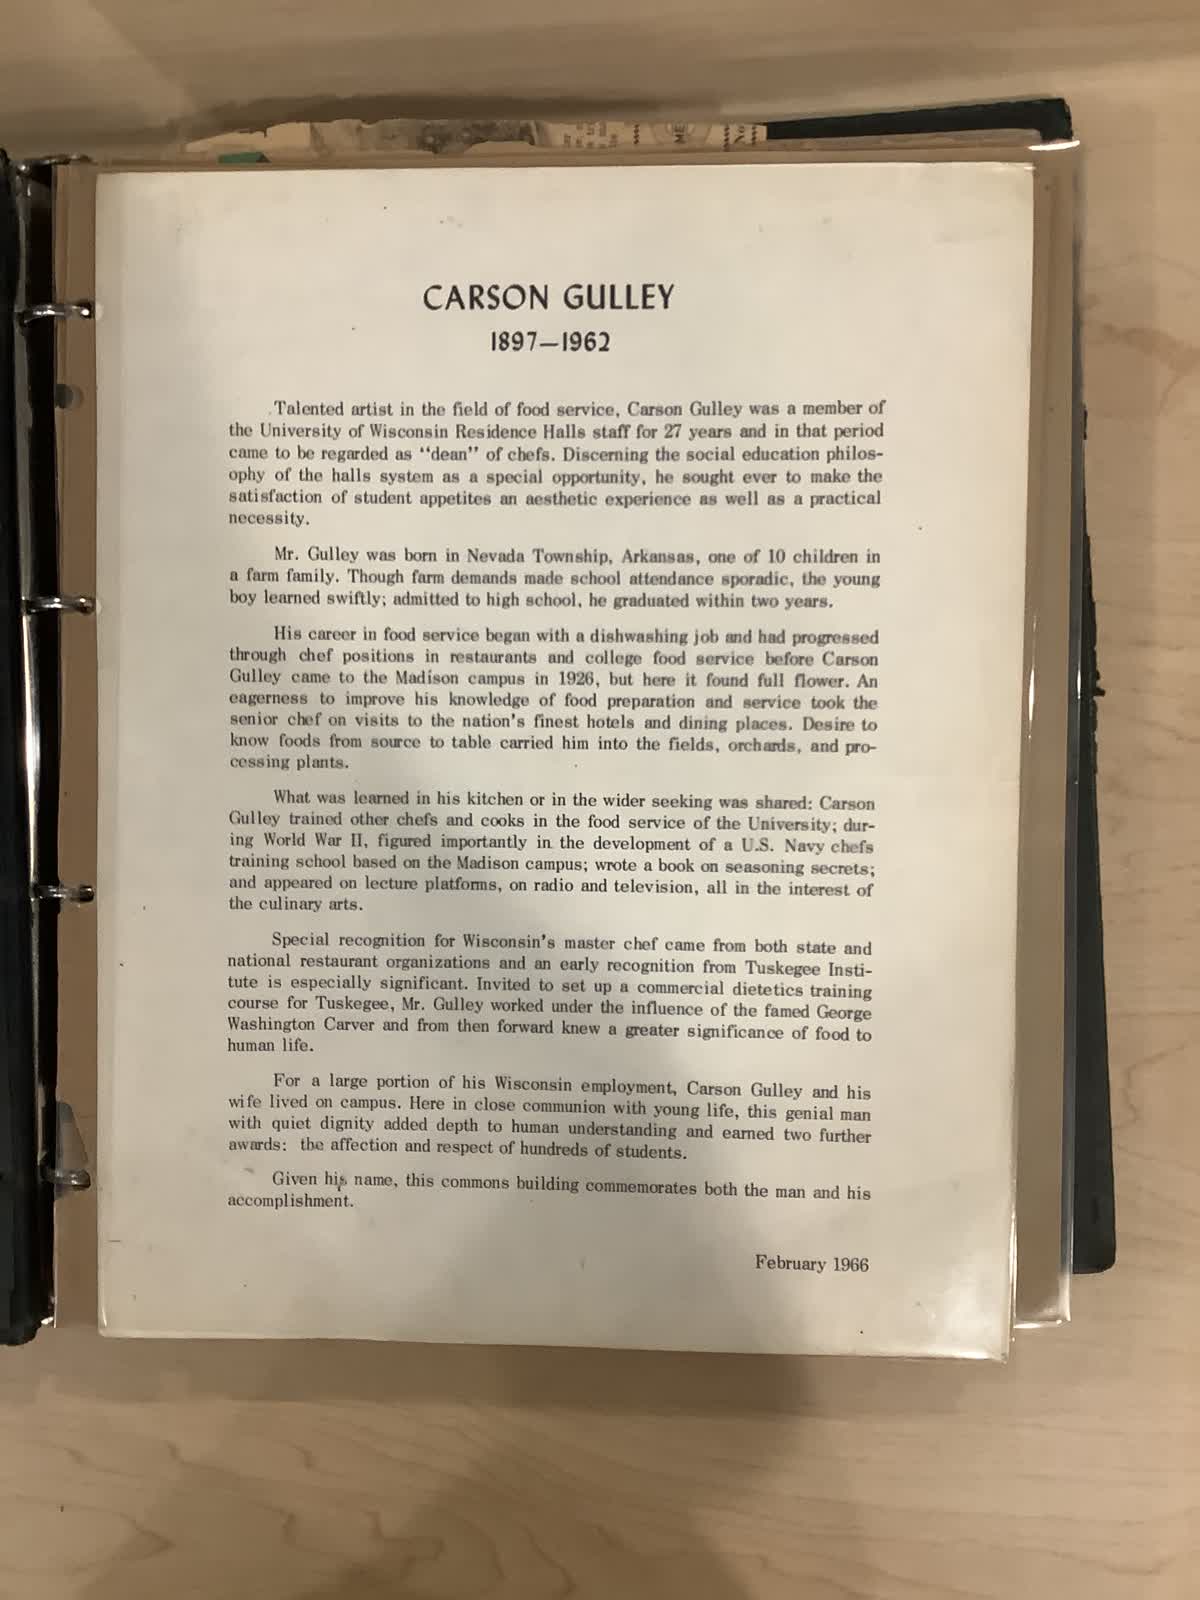 CARSON GULLEY
1897—1962
Talented artist in the field of food service, Carson Gulley was a member of
the University of Wisconsin Residence Halls staff for 27 years and in that period
came to be regarded as “dean” of chefs. Discerning the social education philos-
ophy of the halls system as a special opportunity, he sought ever to make the
satisfaction of student appetites an aesthetic experience as well as a practical
necessity.
Mr. Gulley was born in Nevada Township, Arkansas, one of 10 children in
a farm family. Though farm demands made school attendance sporadic, the young
boy learned swiftly; admitted to high school, he graduated within two years.
His career in food service began with a dishwashing job and had progressed
through chef positions in restaurants and college food service before Carson
Gulley came to the Madison campus in 1926, but here it found full flower. An
eagerness to improve his knowledge of food preparation and service took the
senior chef on visits to the nation's finest hotels and dining places. Desire to
know foods from source to table carried him into the fields, orchards, and pro-
cessing plants.
What was learned in his kitchen or in the wider seeking was shared: Carson
Gulley trained other chefs and cooks in the food service of the University; dur-
ing World War II, figured importantly in the development of a U.S. Navy chefs
training school based on the Madison campus; wrote a book on seasoning secrets;
and appeared on lecture platforms, on radio and television, all in the interest of
the culinary arts.
Special recognition for Wisconsin's master chef came from both state and
national restaurant organizations and an early recognition from Tuskegee Insti-
tute is especially significant. Invited to set up a commercial dietetics training
course for Tuskegee, Mr. Gulley worked under the influence of the famed George
Washington Carver and from then forward knew a greater significance of food to
human life.
For a large portion of his Wisconsin employment, Carson Gulley and his
wife lived on campus. Here in close communion with young life, this genial man
with quiet dignity added depth to human understanding and earned two further
awards: the affection and respect of hundreds of students.
Given his name, this commons building commemorates both the man and his
accomplishment.
February 1966